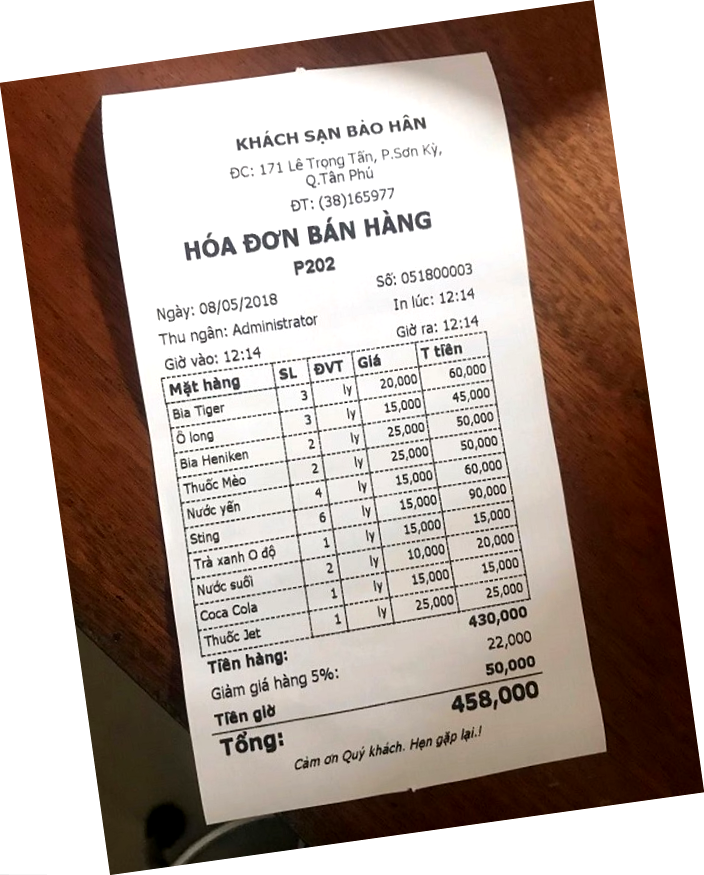 KHÁCH SẠN BẢO HÂN
ĐC: 171 Lê Trọng Tấn, P.Sơn Kỳ,
Q.Tân Phú
ĐT: (38)165977
HÓA ĐƠN BÁN HÀNG
P202
Ngày: 08/05/2018 Số: 051800003
Thu ngân: Administrator In lúc: 12:14
Giờ vào: 12:14 Giờ ra: 12:14
Mặt hàng SL ĐVT Giá T tiền
Bia Tiger 3 ly 20,000 60,000
Ô long 3 ly 15,000 45,000
Bia Heniken 2 ly 25,000 50,000
Thuốc Mèo 2 ly 25,000 50,000
Nước yến 4 ly 15,000 60,000
Sting 6 ly 15,000 90,000
Trà xanh O độ 1 ly 15,000 15,000
Nước suối 2 ly 10,000 20,000
Coca Cola 1 ly 15,000 15,000
Thuốc Jet 1 ly 25,000 25,000
Tiền hàng: 430,000
Giảm giá hàng 5%: 22,000
Tiền giờ 50,000
Tổng: 458,000
Cảm ơn Quý khách. Hẹn gặp lại.!